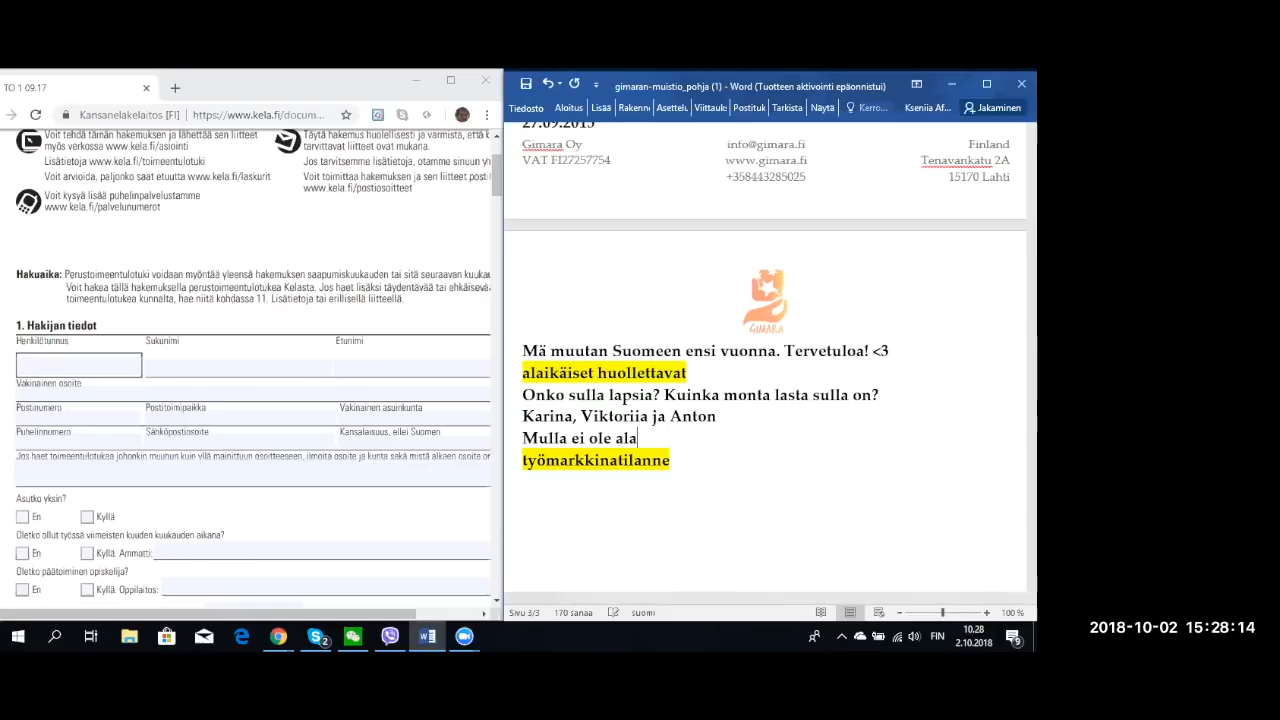 TO 1 09.17
Kansanelakelaitos [FI]
https://www.kela.fi/docum...
Voit tehdä tämän hakemuksen ja lähettää sen liitteet
myös verkossa www.kela.fi/asiointi
Lisätietoja www.kela.fi/toimeentulotuki
Voit arvioida, paljonko saat etuutta www.kela.fi/laskurit
Voit kysyä lisää puhelinpalvelustamme
www.kela.fi/palvelunumerot
Täytä hakemus huolellisesti ja varmista, että k
tarvittavat liitteet ovat mukana.
Jos tarvitsemme lisätietoja, otamme sinuun yh
Voit toimittaa hakemuksen ja sen liitteet posti
www.kela.fi/postiosoitteet
Hakuaika: Perustoimeentulotuki voidaan myöntää yleensä hakemuksen saapumiskuukauden tai sitä seuraavan kuuka
Voit hakea tällä hakemuksella perustoimeentulotukea Kelasta. Jos haet lisäksi täydentävää tai ehkäisevä
toimeentulotukea kunnalta, hae niitä kohdassa 11. Lisätietoja tai erillisellä liitteellä.
1. Hakijan tiedot
Henkilötunnus Sukunimi Etunimi
Vakinainen osoite
Postinumero Postitoimipaikka Vakinainen asuinkunta
Puhelinnumero Sähköpostiosoite Kansalaisuus, ellei Suomen
Jos haet toimeentulotukea johonkin muuhun kuin yllä mainittuun osoitteeseen, ilmoita osoite ja kunta sekä mistä alkaen osoite on
Asutko yksin?
En Kyllä
Oletko ollut työssä viimeisten kuuden kuukauden aikana?
En Kyllä. Ammatti:
Oletko päätoiminen opiskelija?
En Kyllä. Oppilaitos:
gimaran-muistio_pohja (1) - Word (Tuotteen aktivointi epäonnistui)
Tiedosto Aloitus Lisää Rakenn Asettelu Viittaule Postituk Tarkista Näytä Kerro... Kseniia Af... Jakaminen
27.09.2015
Gimara Oy info@gimara.fi Finland
VAT FI27257754 www.gimara.fi Tenavankatu 2A
+358443285025 15170 Lahti
GIMARA
Mä muutan Suomeen ensi vuonna. Tervetuloa! <3
alaikäiset huollettavat
Onko sulla lapsia? Kuinka monta lasta sulla on?
Karina, Viktoriia ja Anton
Mulla ei ole ala
työmarkkinatilanne
Sivu 3/3 170 sanaa suomi 100 %
2 FIN 10.28
2.10.2018 9
2018-10-02 15:28:14